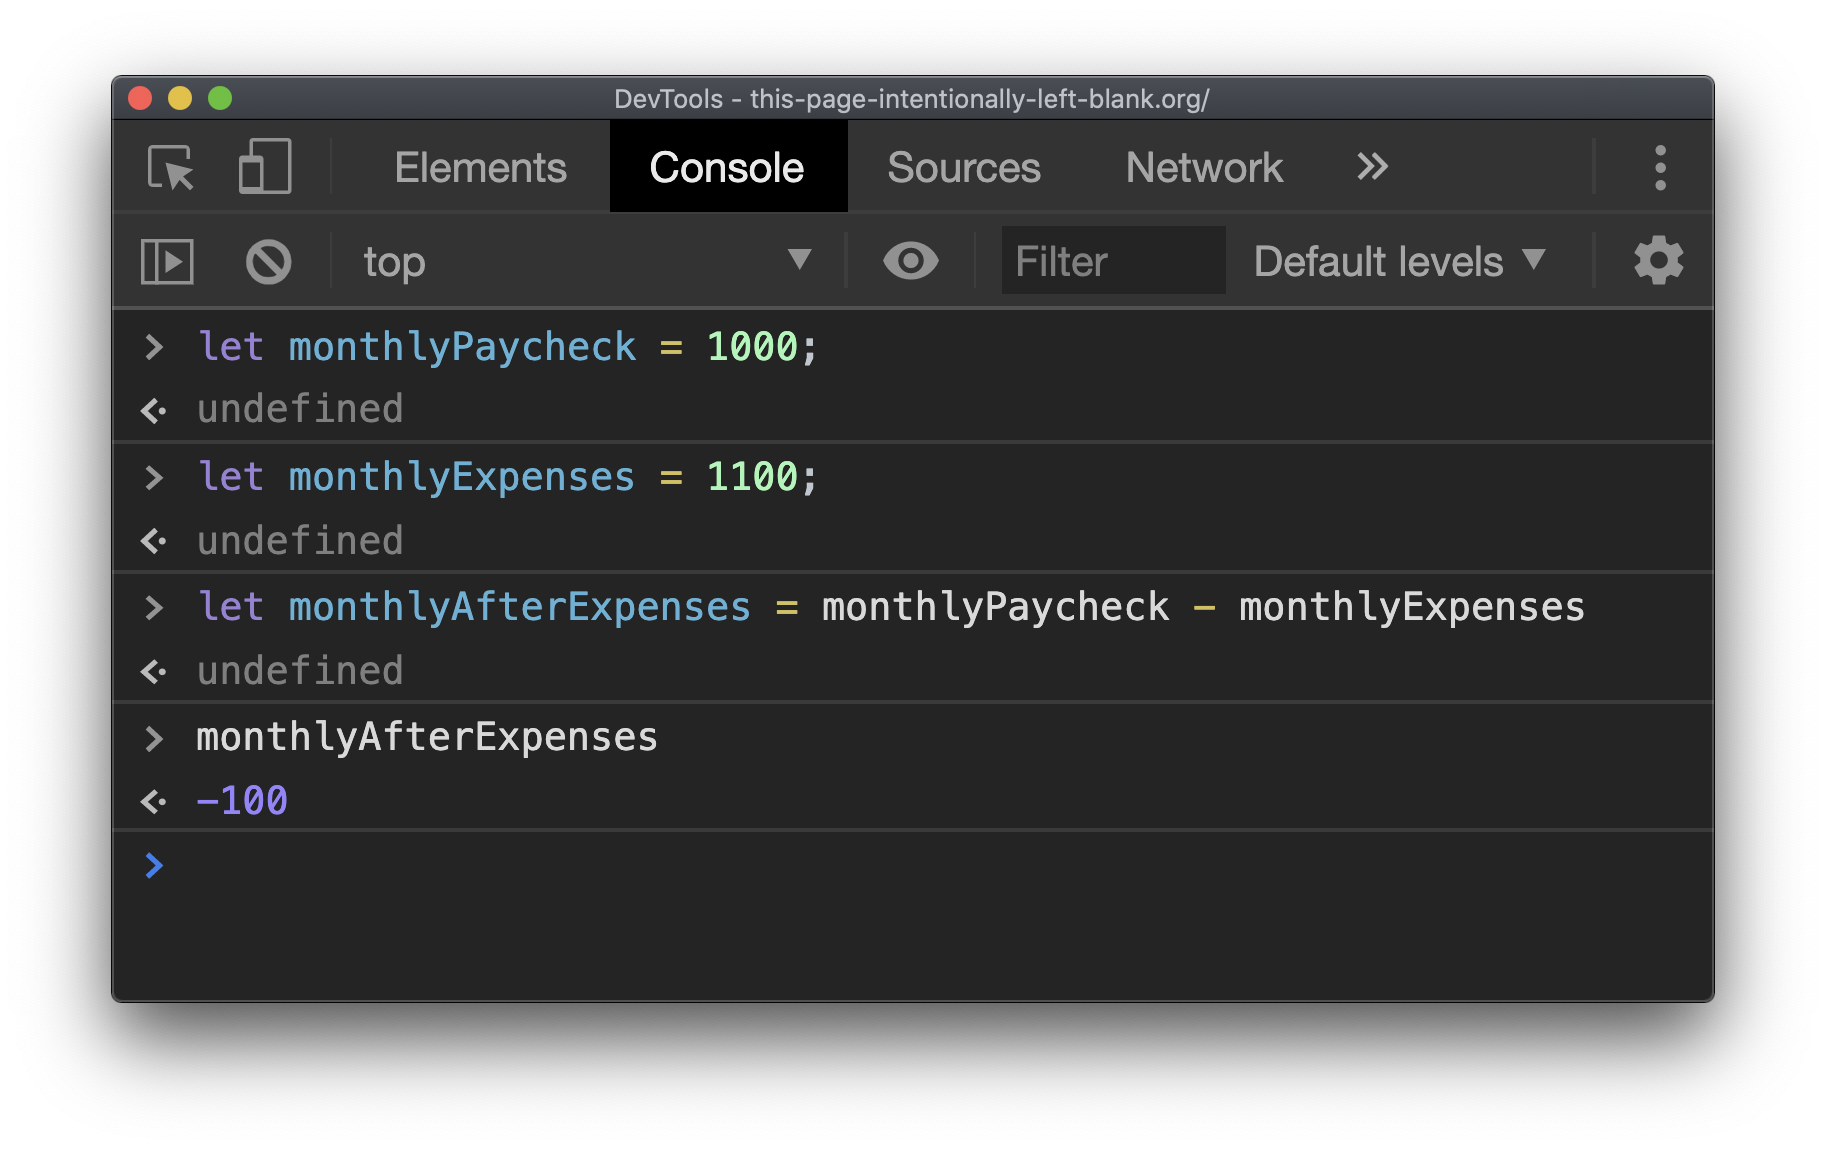 DevTools - this-page-intentionally-left-blank.org/
Elements Console Sources Network »
top ▼ Filter Default levels ▼
> let monthlyPaycheck = 1000;
undefined
> let monthlyExpenses = 1100;
undefined
> let monthlyAfterExpenses = monthlyPaycheck - monthlyExpenses
undefined
> monthlyAfterExpenses
-100
>